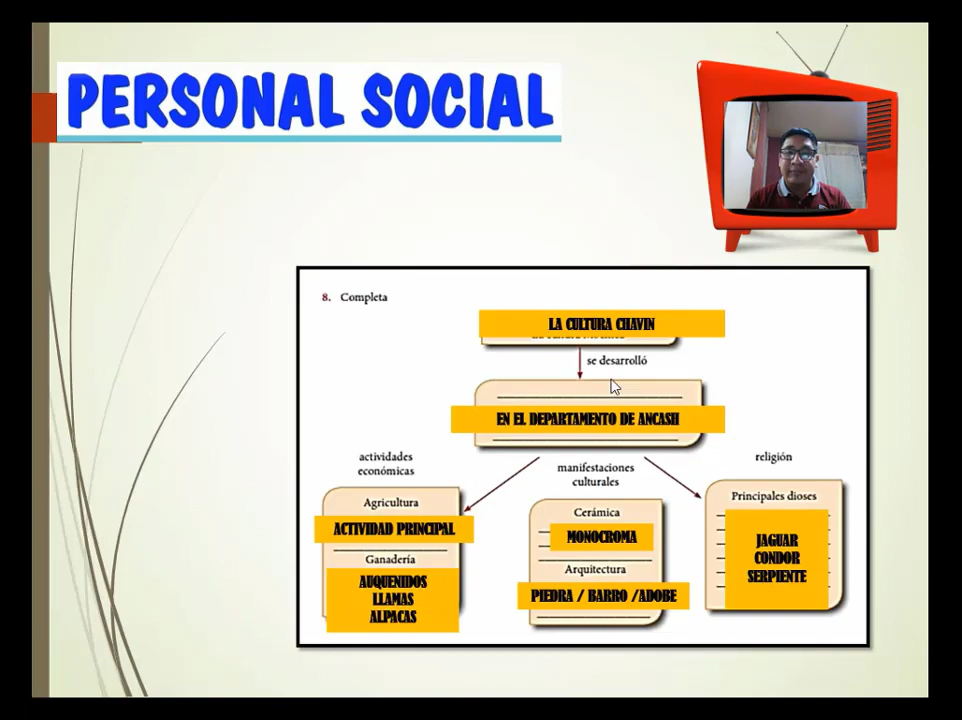 PERSONAL SOCIAL
8. Completa
LA CULTURA CHAVIN
se desarrolló
EN EL DEPARTAMENTO DE ANCASH
actividades
económicas
manifestaciones
culturales
religión
Agricultura
ACTIVIDAD PRINCIPAL
Ganadería
AUQUENIDOS
LLAMAS
ALPACAS
Cerámica
MONOCROMA
Arquitectura
PIEDRA / BARRO /ADOBE
Principales dioses
JAGUAR
CONDOR
SERPIENTE